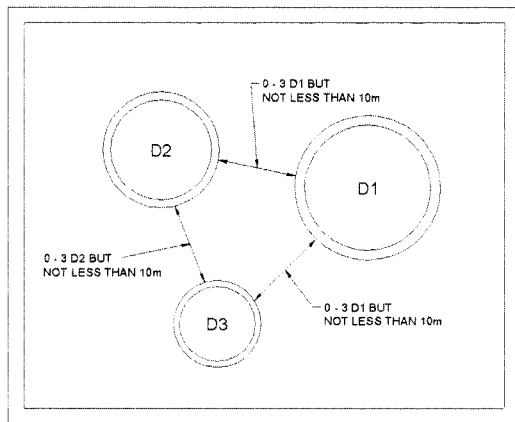 0 - 3 D1 BUT
NOT LESS THAN 10m
D2
D1
0 - 3 D2 BUT
NOT LESS THAN 10m
D3
0 - 3 D1 BUT
NOT LESS THAN 10m